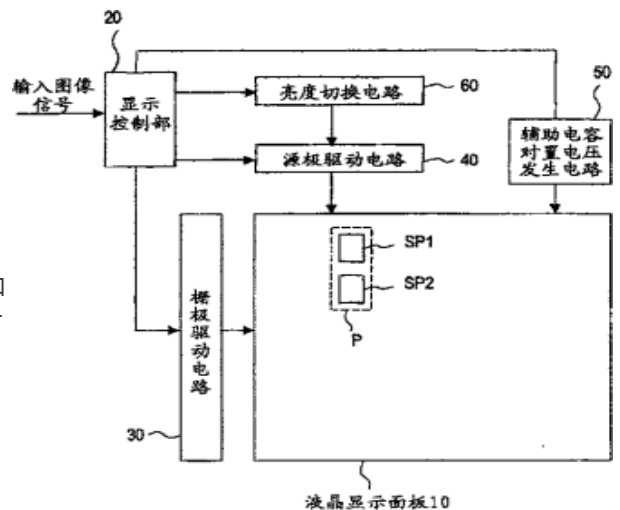 20
输入图像
信号
显示
控制部
亮度切换电路
60
50
源极驱动电路
40
辅助电容
对置电压
发生电路
SP1
SP2
P
栅极驱动电路
30
液晶显示面板10